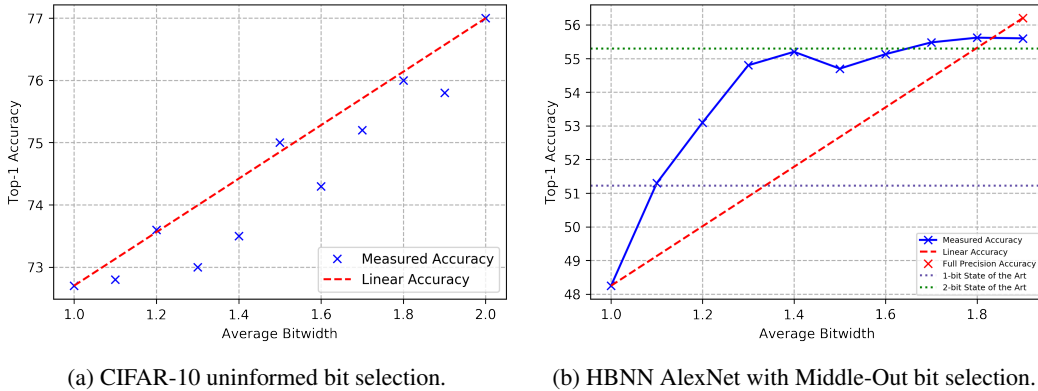 77
76
75
74
73
Top-1 Accuracy
1.0 1.2 1.4 1.6 1.8 2.0
Average Bitwidth
Measured Accuracy
Linear Accuracy
(a) CIFAR-10 uninformed bit selection.
56
55
54
53
52
51
50
49
48
Top-1 Accuracy
1.0 1.2 1.4 1.6 1.8
Average Bitwidth
Measured Accuracy
Linear Accuracy
Full Precision Accuracy
1-bit State of the Art
2-bit State of the Art
(b) HBNN AlexNet with Middle-Out bit selection.